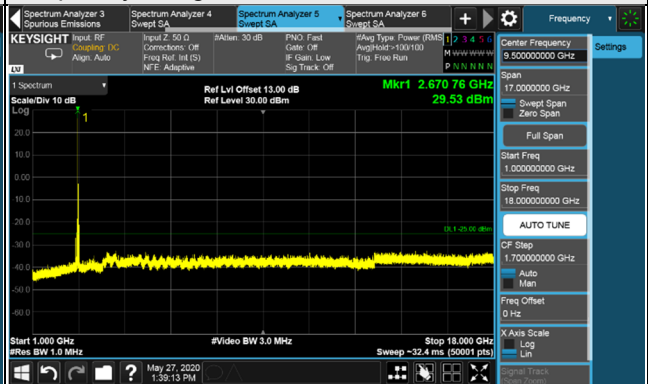 Spectrum Analyzer 3
Spurious Emissions
Spectrum Analyzer 4
Swept SA
Spectrum Analyzer 5
Swept SA
Spectrum Analyzer 6
Swept SA
Frequency
KEYSIGHT
Input: RF
Coupling: DC
Align: Auto
Input Z: 50 Ω
Corrections: Off
Freq Ref: Int (S)
NFE: Adaptive
#Atten: 30 dB
PNO: Fast
Gate: Off
IF Gain: Low
Sig Track: Off
#Avg Type: Power (RMS
Avg|Hold:>100/100
Trig: Free Run
1 2 3 4 5 6
M W W W W W W
P N N N N N
LXI
1 Spectrum
Scale/Div 10 dB
Log
Ref Lvl Offset 13.00 dB
Ref Level 30.00 dBm
Mkr1 2.670 76 GHz
29.53 dBm
1
20.0
10.0
0.00
-10.0
-20.0
DL1 -25.00 dBm
-30.0
-40.0
-50.0
-60.0
Start 1.000 GHz
#Res BW 1.0 MHz
#Video BW 3.0 MHz
Stop 18.000 GHz
Sweep ~32.4 ms (50001 pts)
May 27, 2020
1:39:13 PM
Center Frequency
9.500000000 GHz
Settings
Span
17.0000000 GHz
Swept Span
Zero Span
Full Span
Start Freq
1.000000000 GHz
Stop Freq
18.000000000 GHz
AUTO TUNE
CF Step
1.700000000 GHz
Auto
Man
Freq Offset
0 Hz
X Axis Scale
Log
Lin
Signal Track
(Span Zoom)